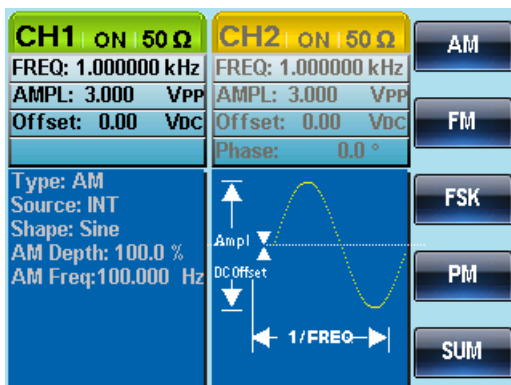 CH1 ON 50 Ω
FREQ: 1.000000 kHz
AMPL: 3.000 VPP
Offset: 0.00 VDC
CH2 ON 50 Ω
FREQ: 1.000000 kHz
AMPL: 3.000 VPP
Offset: 0.00 VDC
Phase: 0.0 °
Type: AM
Source: INT
Shape: Sine
AM Depth: 100.0 %
AM Freq:100.000 Hz
Ampl
DC Offset
1/FREQ
AM
FM
FSK
PM
SUM